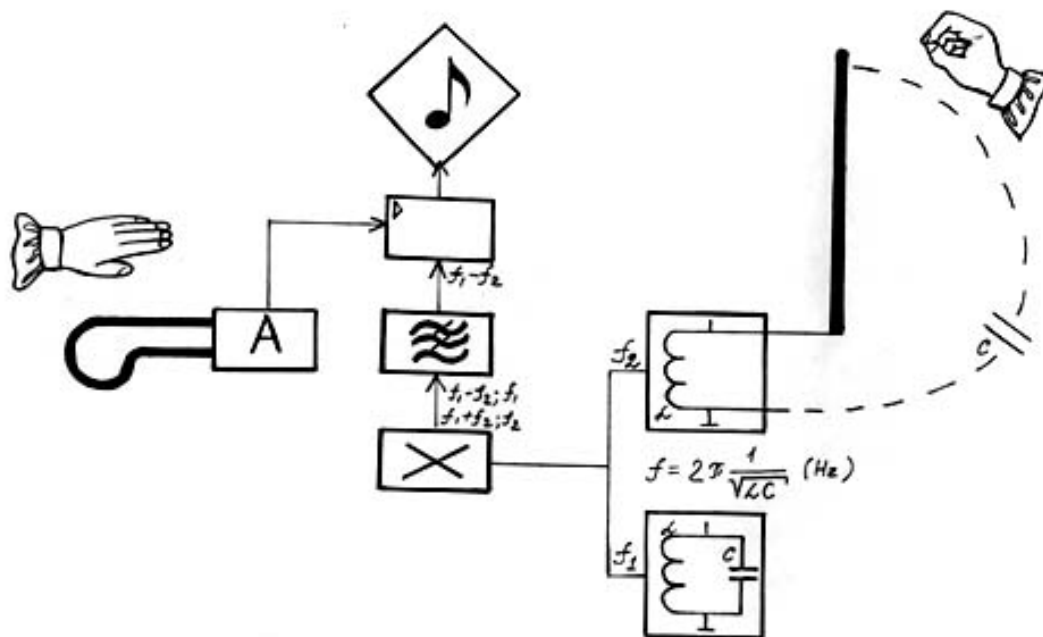 f₁-f₂
A
f₁-f₂; f₁
f₁+f₂; f₂
f₂
L
C
f = 2π 1/√LC (Hz)
f₁
L
C